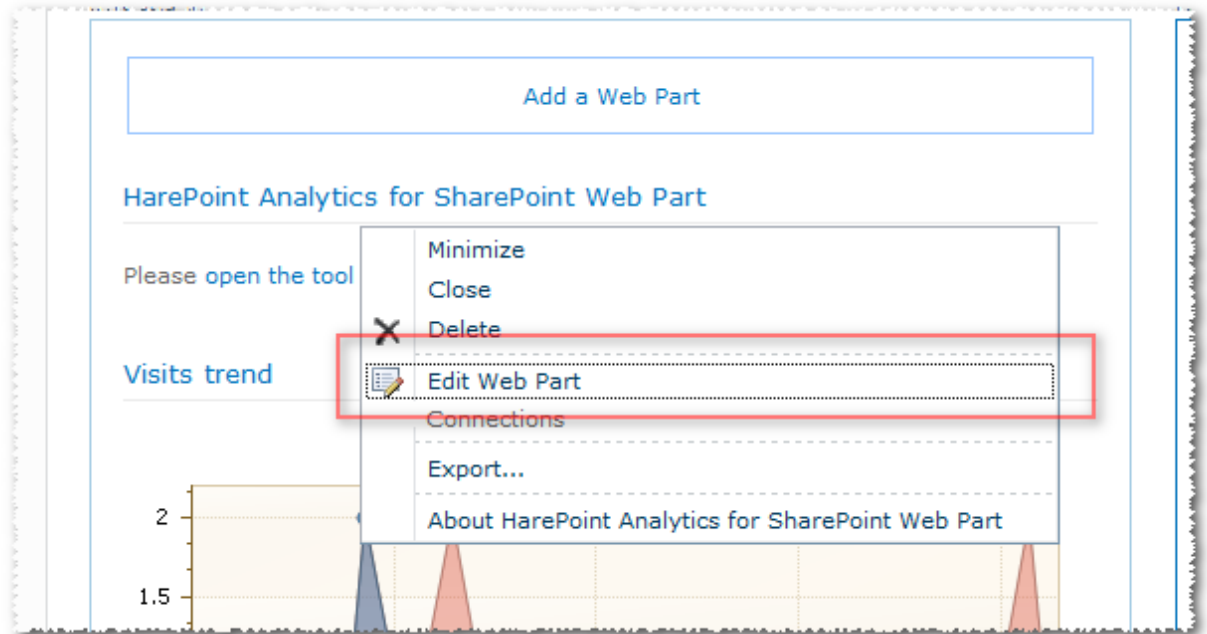 Add a Web Part
HarePoint Analytics for SharePoint Web Part
Minimize
Please open the tool
Close
Delete
Visits trend
Edit Web Part
Connections
Export...
2
About HarePoint Analytics for SharePoint Web Part
1.5